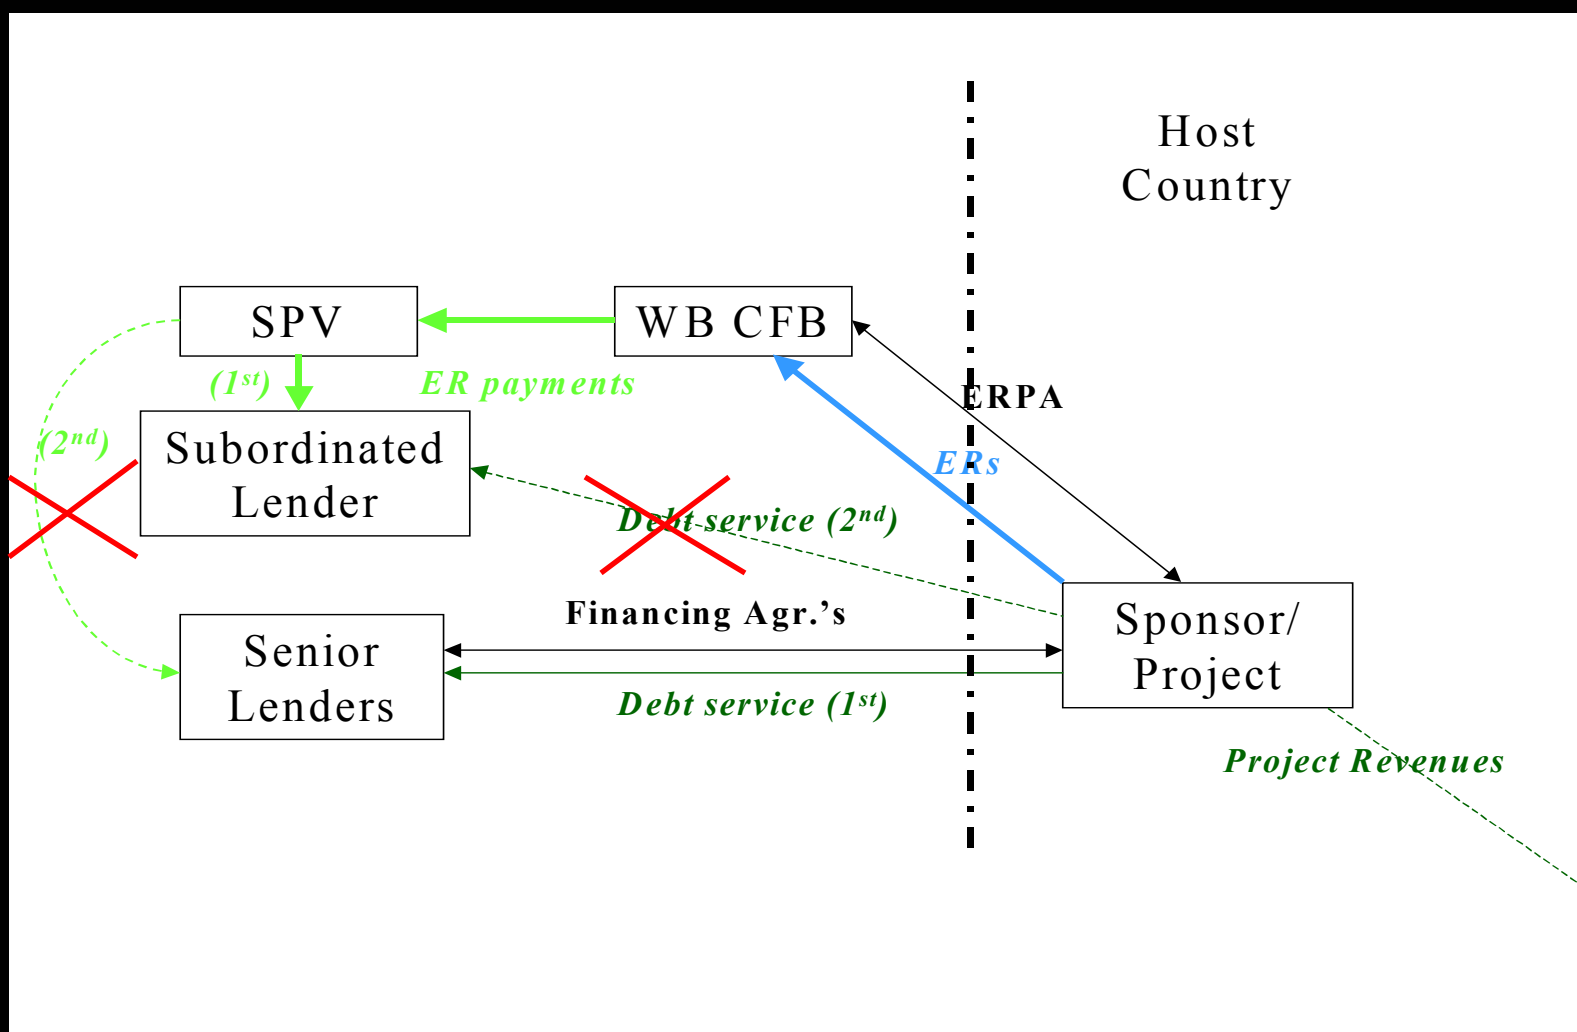 Host
Country
SPV
WB CFB
(1st)
ER payments
ERPA
(2nd)
Subordinated
Lender
ERs
Debt service (2nd)
Financing Agr.'s
Sponsor/
Project
Senior
Lenders
Debt service (1st)
Project Revenues